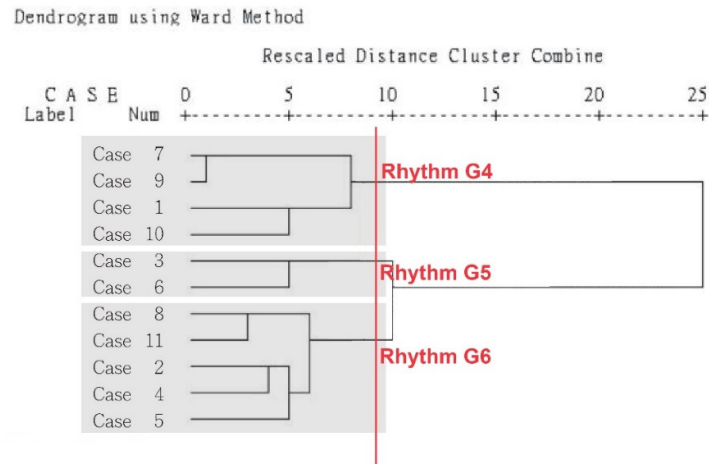 Dendrogram using Ward Method
Rescaled Distance Cluster Combine
C A S E 0 5 10 15 20 25
Label Num +---------+---------+---------+---------+---------+
Case 7
Rhythm G4
Case 9
Case 1
Case 10
Case 3
Rhythm G5
Case 6
Case 8
Case 11
Rhythm G6
Case 2
Case 4
Case 5